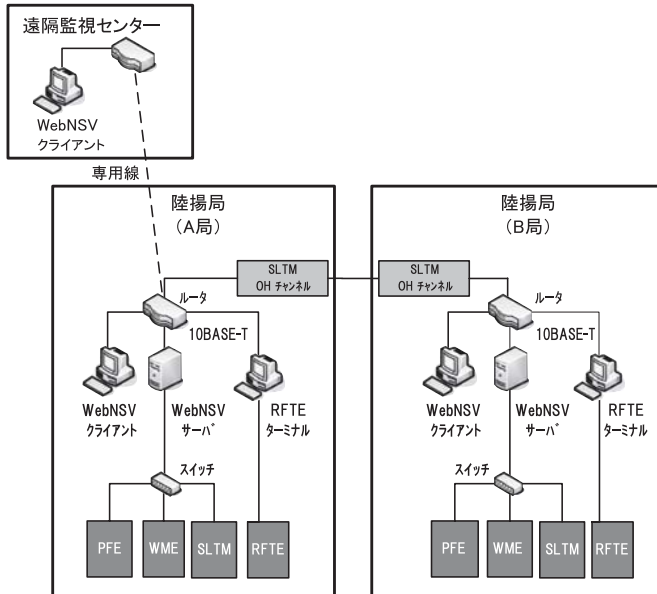 遠隔監視センター
WebNSV
クライアント
専用線
陸揚局
(A局)
陸揚局
(B局)
SLTM
OH チャンネル
SLTM
OH チャンネル
ルータ
10BASE-T
ルータ
10BASE-T
WebNSV
クライアント
WebNSV
サーバ
RFTE
ターミナル
WebNSV
クライアント
WebNSV
サーバ
RFTE
ターミナル
スイッチ
スイッチ
PFE
WME
SLTM
RFTE
PFE
WME
SLTM
RFTE